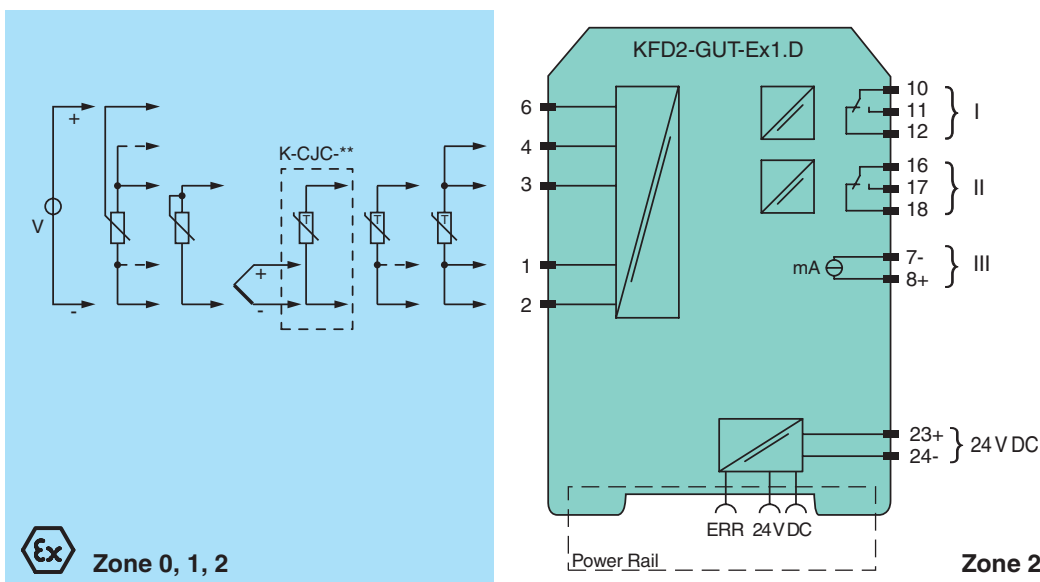 KFD2-GUT-Ex1.D
6
4
3
1
2
+
V
-
K-CJC-**
T
+
-
T
T
10
11
12
I
16
17
18
II
mA
7-
8+
III
23+
24-
24 V DC
ERR 24 V DC
Power Rail
Ex Zone 0, 1, 2
Zone 2